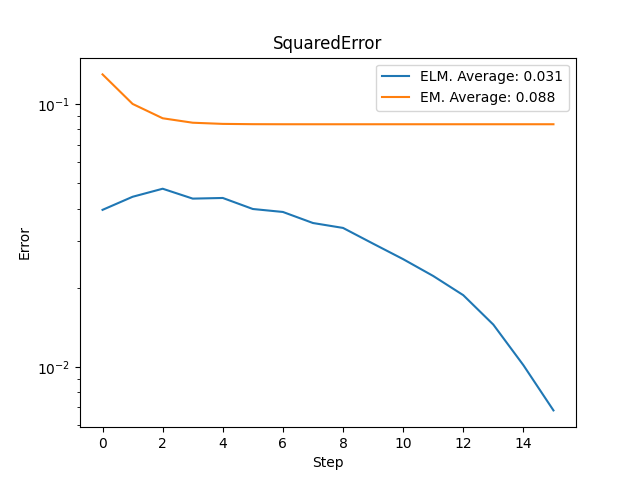 SquaredError
ELM. Average: 0.031
EM. Average: 0.088
10⁻¹
10⁻²
Error
0 2 4 6 8 10 12 14
Step